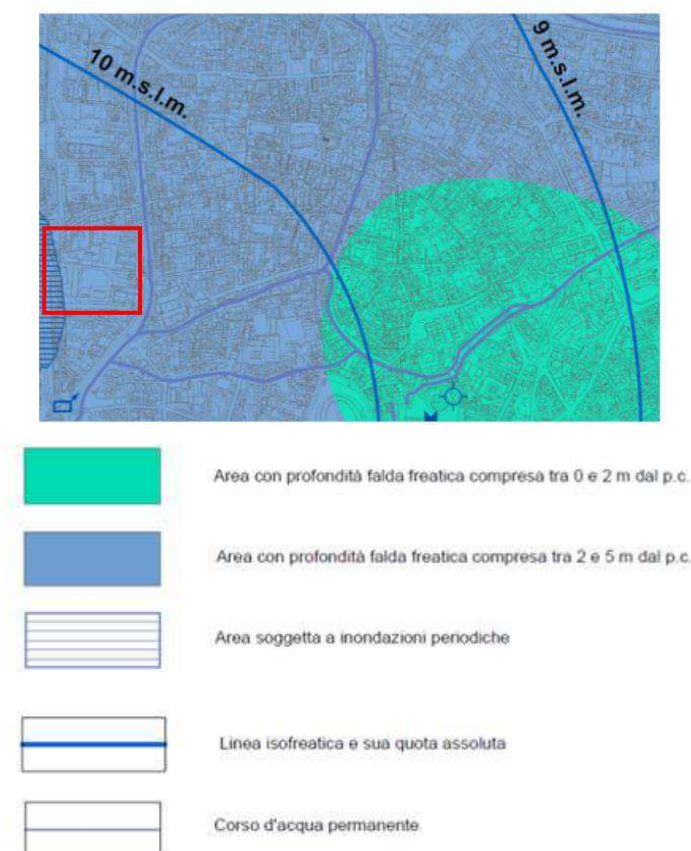 10 m.s.l.m.
9 m.s.l.m.
Area con profondità falda freatica compresa tra 0 e 2 m dal p.c.
Area con profondità falda freatica compresa tra 2 e 5 m dal p.c.
Area soggetta a inondazioni periodiche
Linea isofreatica e sua quota assoluta
Corso d'acqua permanente